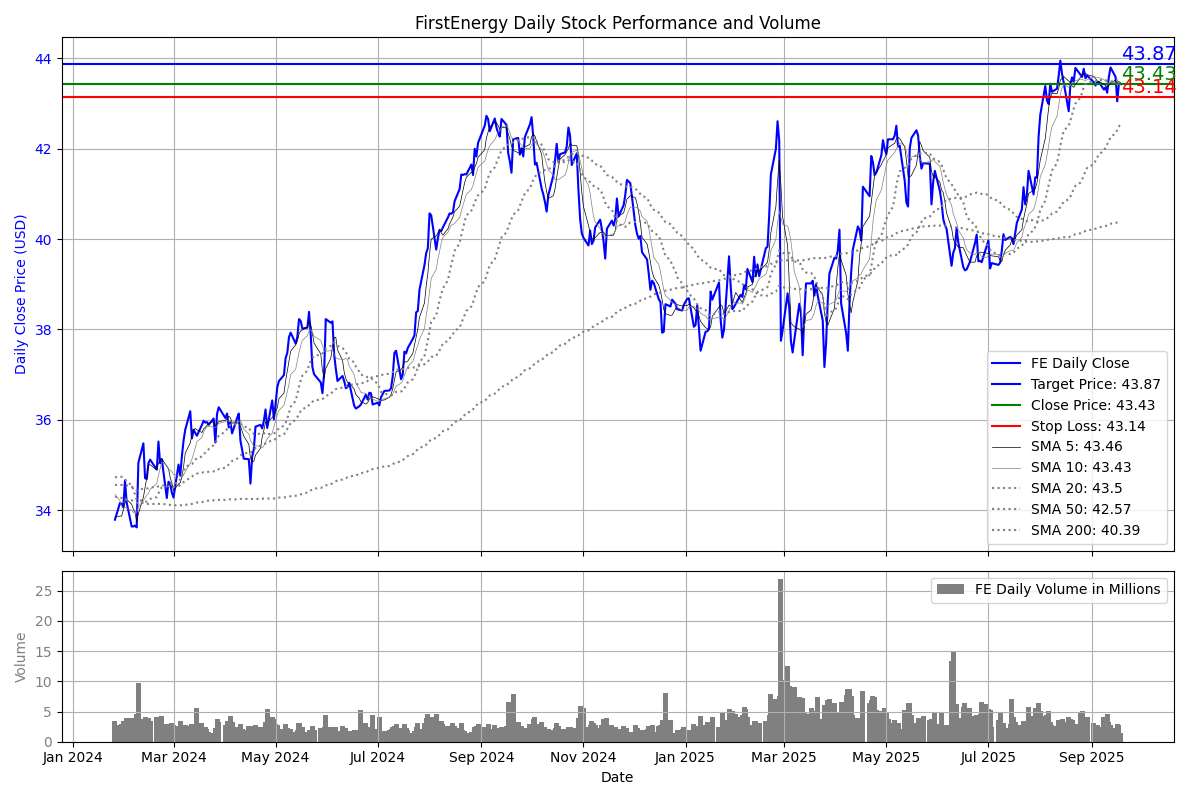 FirstEnergy Daily Stock Performance and Volume
Daily Close Price (USD)
44
42
40
38
36
34
43.87
43.43
43.14
FE Daily Close
Target Price: 43.87
Close Price: 43.43
Stop Loss: 43.14
SMA 5: 43.46
SMA 10: 43.43
SMA 20: 43.5
SMA 50: 42.57
SMA 200: 40.39
Volume
25
20
15
10
5
0
FE Daily Volume in Millions
Jan 2024 Mar 2024 May 2024 Jul 2024 Sep 2024 Nov 2024 Jan 2025 Mar 2025 May 2025 Jul 2025 Sep 2025
Date